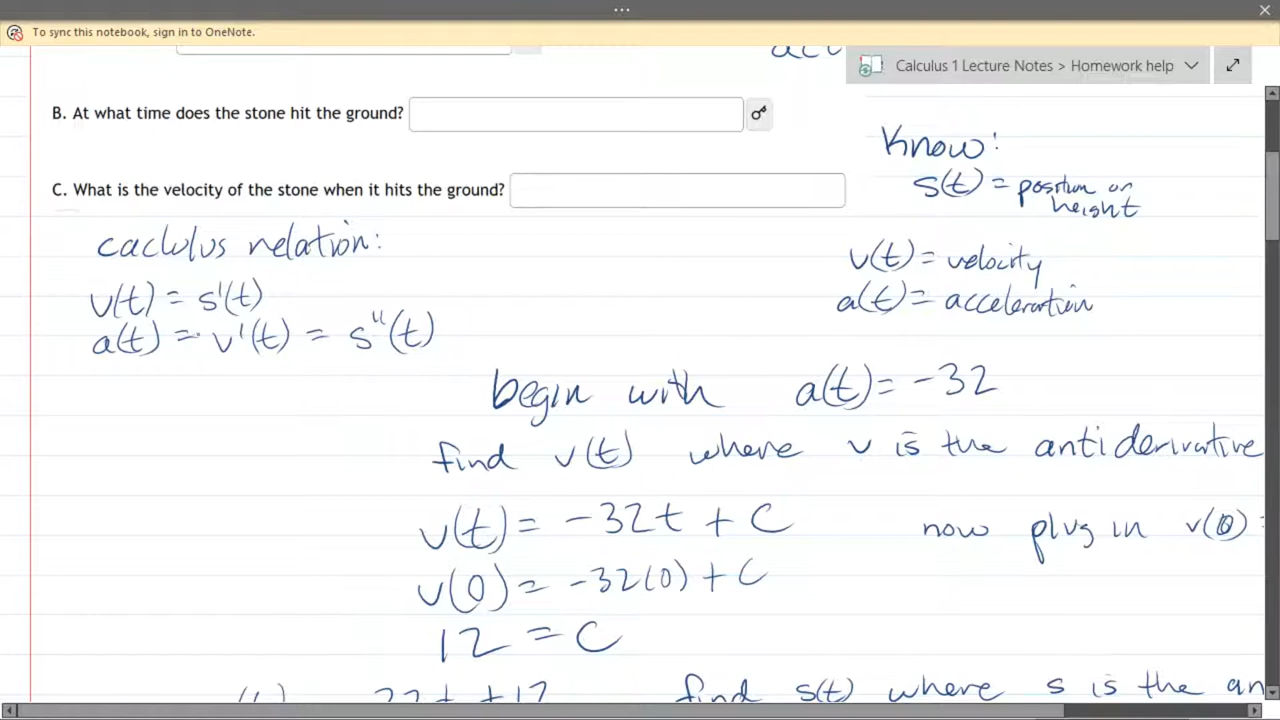 ...
To sync this notebook, sign in to OneNote.
Calculus 1 Lecture Notes > Homework help
B. At what time does the stone hit the ground?
Know:
s(t) = position or
height
C. What is the velocity of the stone when it hits the ground?
caclulus relation:
v(t) = velocity
v(t) = s'(t)
a(t) = acceleration
a(t) = v'(t) = s''(t)
begin with a(t) = -32
find v(t) where v is the antiderivative
v(t) = -32t + C
now plug in v(0) =
v(0) = -32(0) + C
12 = C
find s(t) where s is the an